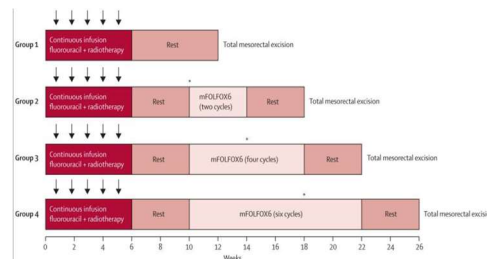 Group 1
Continuous infusion
fluorouracil + radiotherapy
Rest
Total mesorectal excision
*
Group 2
Continuous infusion
fluorouracil + radiotherapy
Rest
mFOLFOX6
(two cycles)
Rest
Total mesorectal excision
*
Group 3
Continuous infusion
fluorouracil + radiotherapy
Rest
mFOLFOX6 (four cycles)
Rest
Total mesorectal excision
*
Group 4
Continuous infusion
fluorouracil + radiotherapy
Rest
mFOLFOX6 (six cycles)
Rest
Total mesorectal excisi
0 2 4 6 8 10 12 14 16 18 20 22 24 26
Weeks